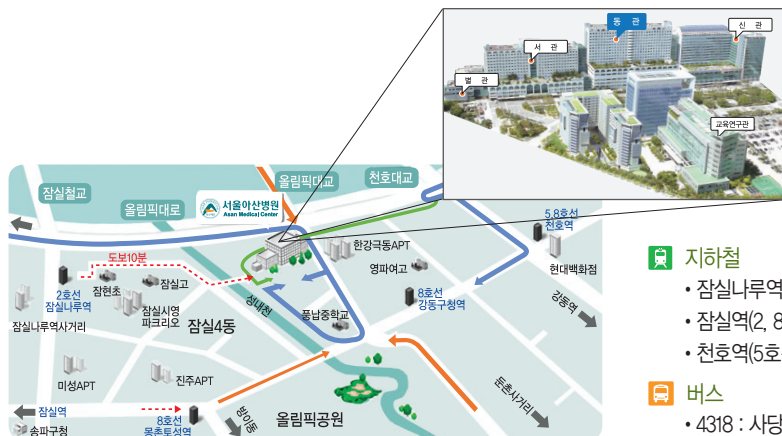 동 관
신 관
서 관
별 관
교육연구관
잠실철교
올림픽대로
서울아산병원
Asan Medical Center
올림픽대교
천호대교
5,8호선
천호역
현대백화점
강동역
한강극동APT
영파여고
8호선
강동구청역
도보10분
2호선
잠실나루역
잠현초
잠실고
잠실시영
파크리오
잠실나루역사거리
잠실4동
성내천
풍납중학교
미성APT
진주APT
잠실역
송파구청
8호선
몽촌토성역
방이동
올림픽공원
둔촌사거리
지하철
• 잠실나루역
• 잠실역(2, 8
• 천호역(5호
버스
• 4318 : 사당